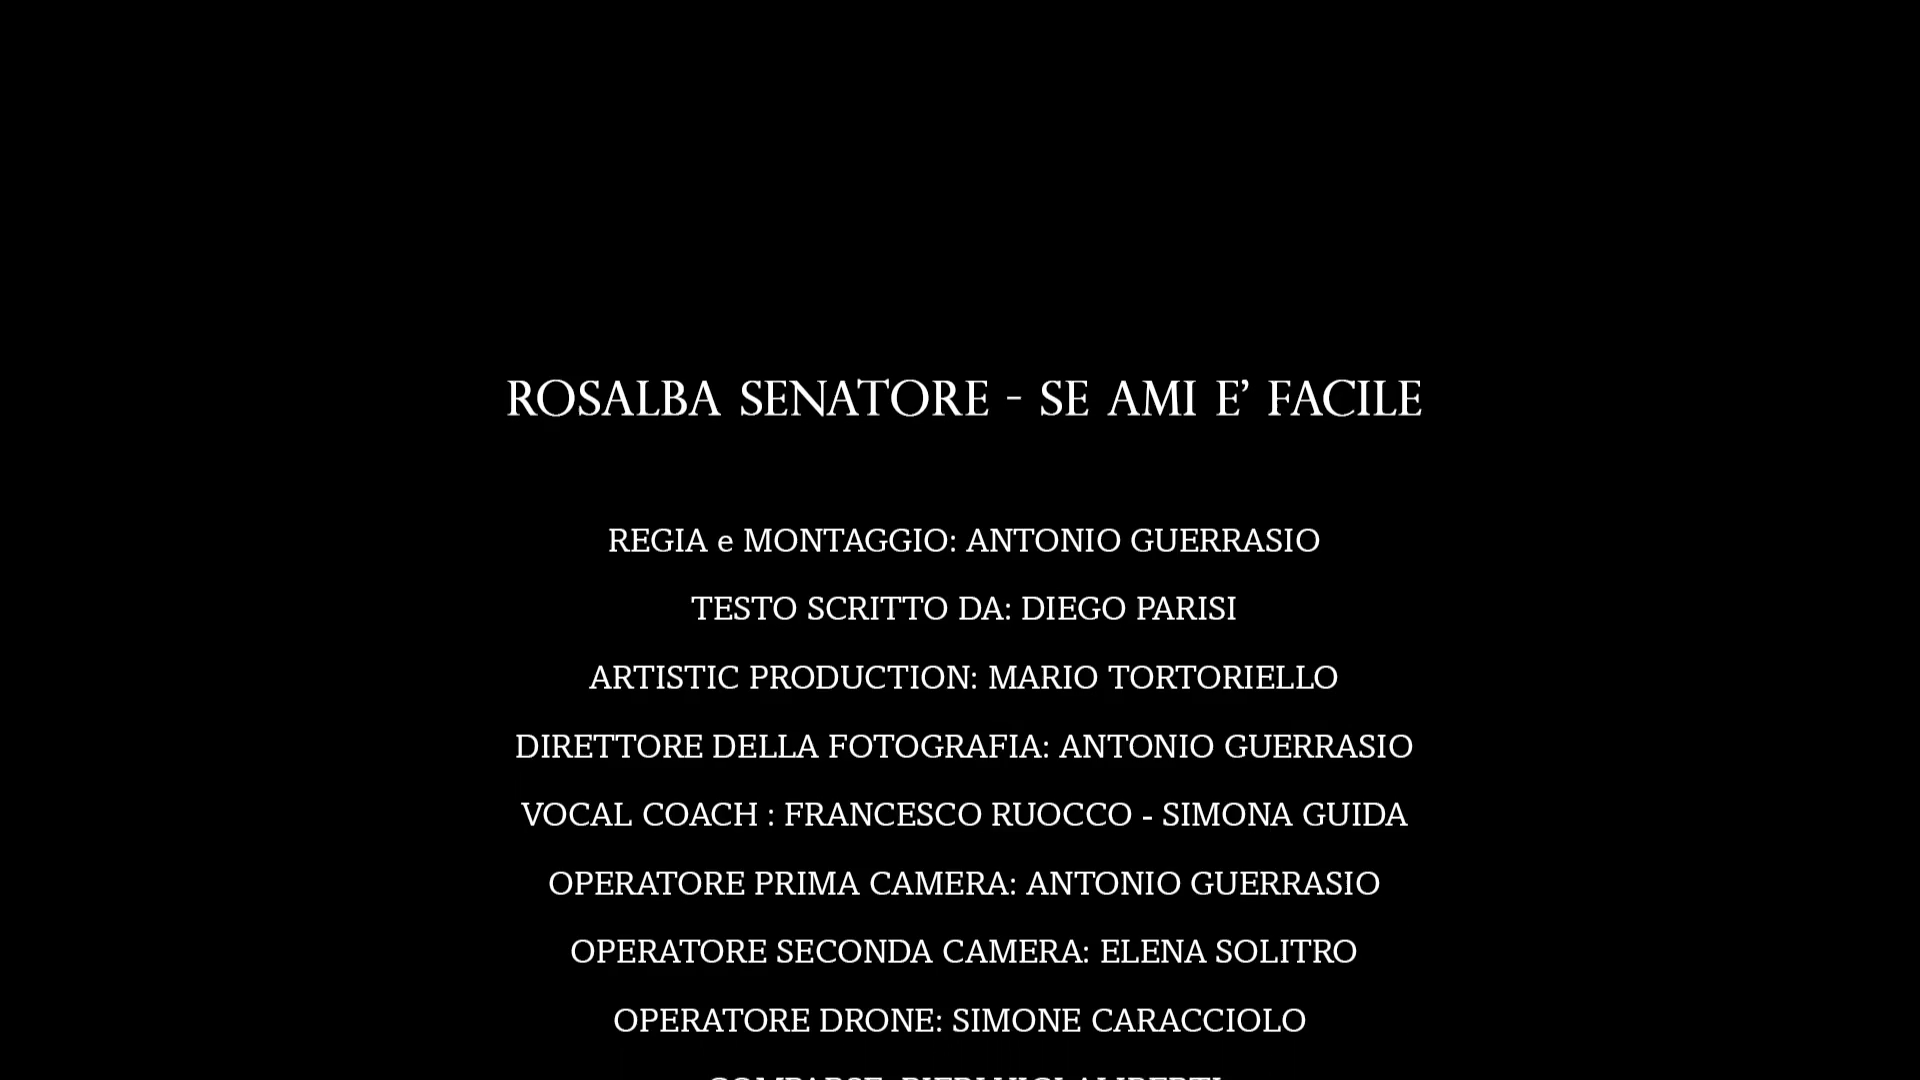 ROSALBA SENATORE - SE AMI E’ FACILE
REGIA e MONTAGGIO: ANTONIO GUERRASIO
TESTO SCRITTO DA: DIEGO PARISI
ARTISTIC PRODUCTION: MARIO TORTORIELLO
DIRETTORE DELLA FOTOGRAFIA: ANTONIO GUERRASIO
VOCAL COACH : FRANCESCO RUOCCO - SIMONA GUIDA
OPERATORE PRIMA CAMERA: ANTONIO GUERRASIO
OPERATORE SECONDA CAMERA: ELENA SOLITRO
OPERATORE DRONE: SIMONE CARACCIOLO